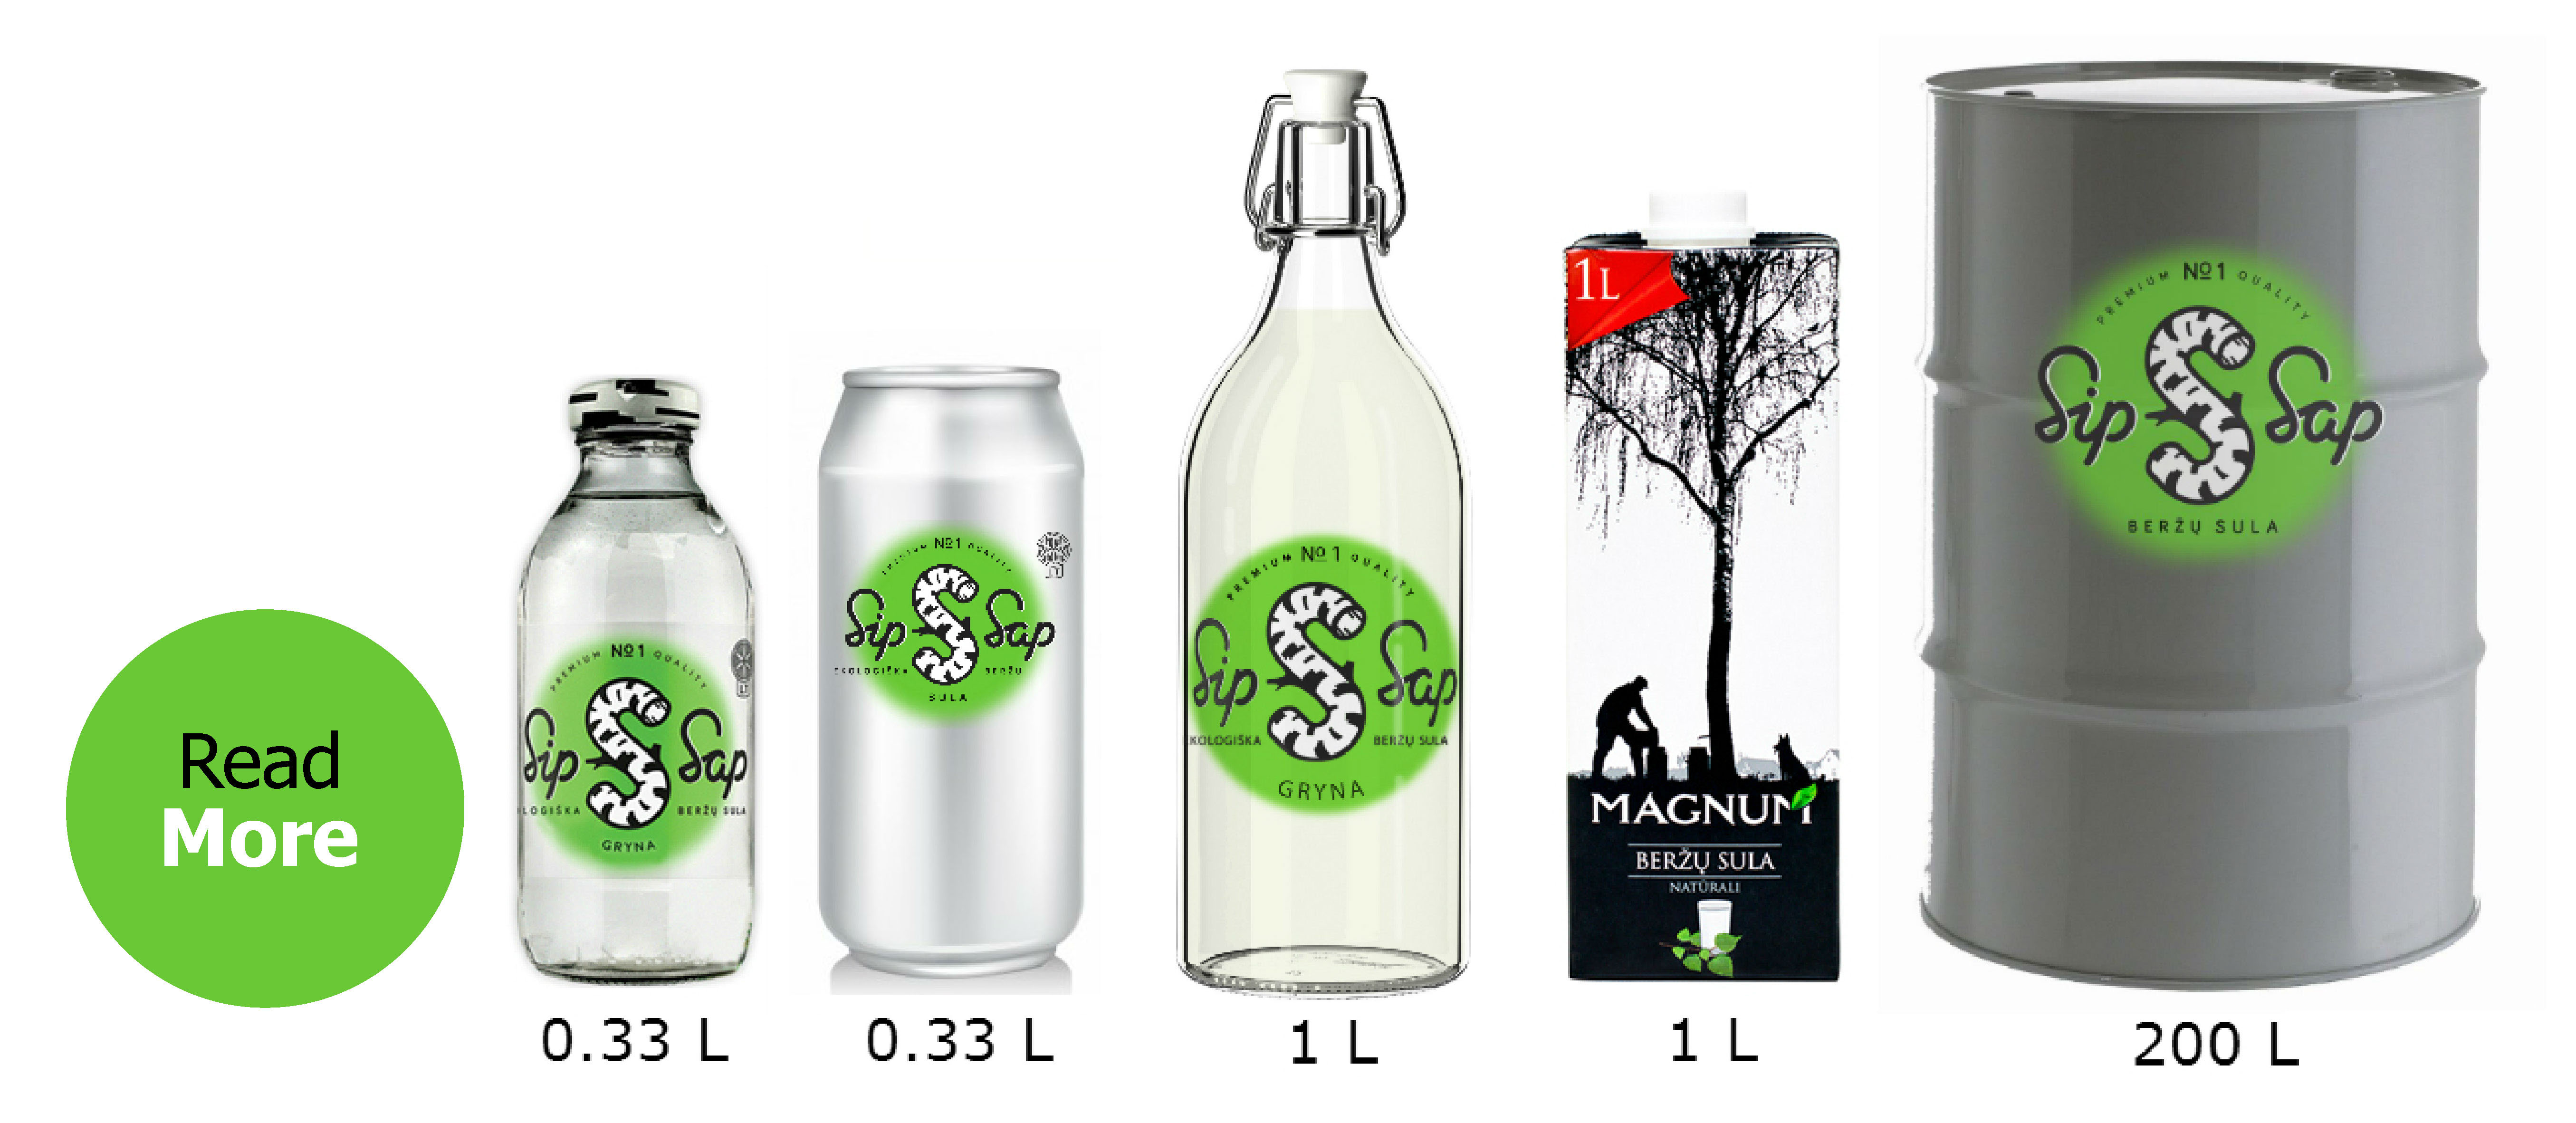 Read
More
PREMIUM №1 QUALITY
Sip S Sap
LOGIŠKA BERŽŲ SULA
GRYNA
LT
0.33 L
PREMIUM №1 QUALITY
Sip S Sap
EKOLOGIŠKA BERŽŲ
SULA
0.33 L
PREMIUM №1 QUALITY
Sip S Sap
KOLOGIŠKA BERŽŲ SULA
GRYNA
1 L
1L
MAGNUM
BERŽŲ SULA
NATŪRALI
1 L
PREMIUM №1 QUALITY
Sip S Sap
BERŽŲ SULA
200 L